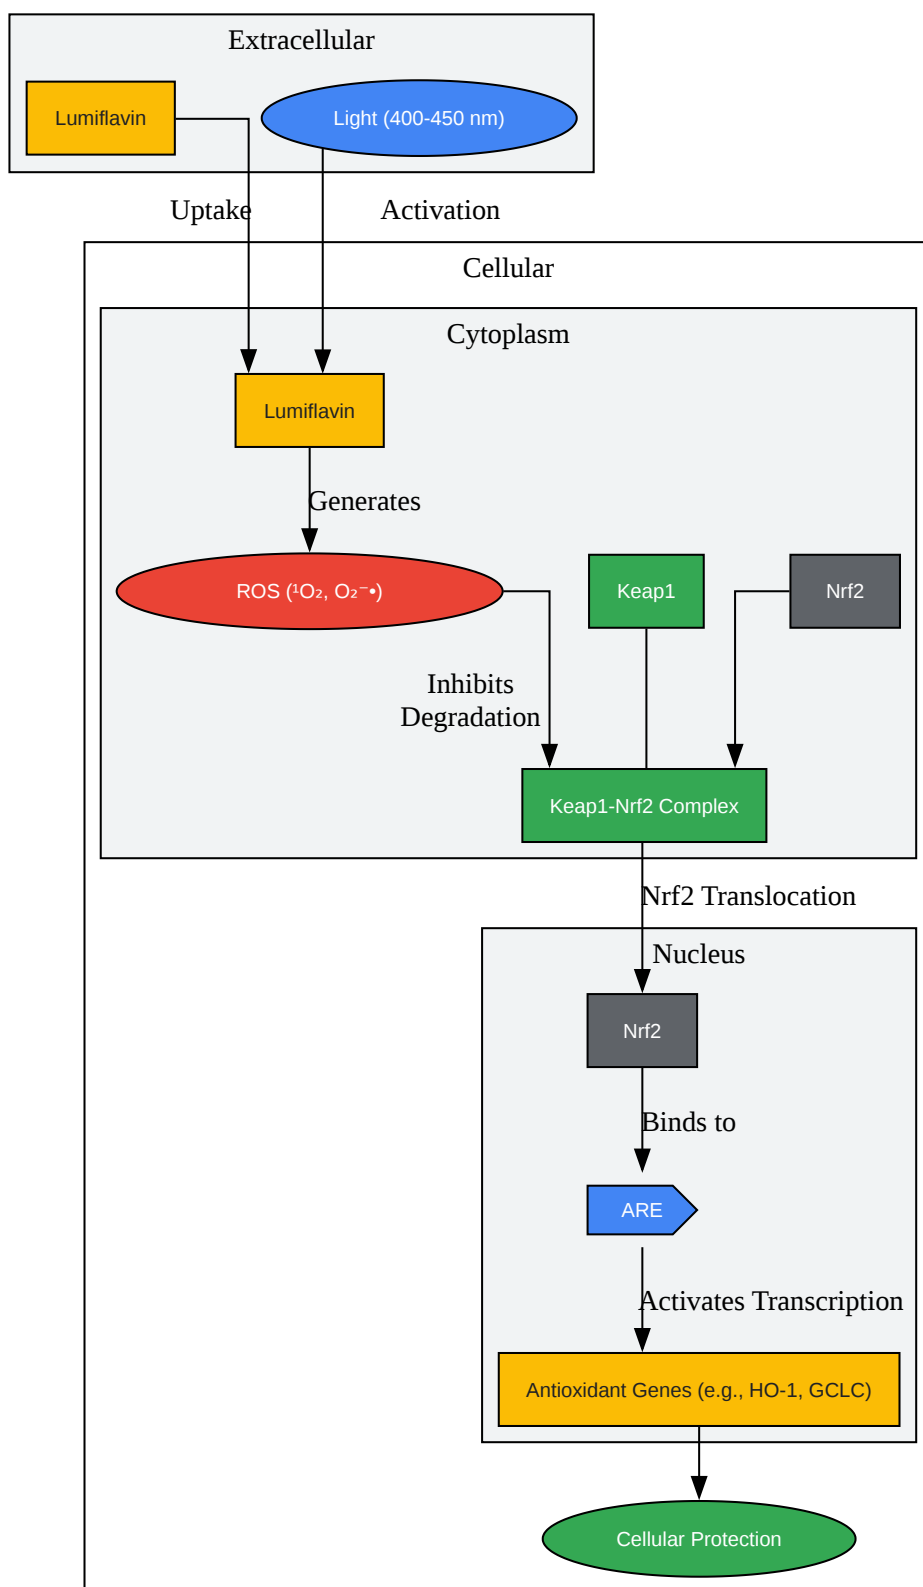 Extracellular
Lumiflavin
Light (400-450 nm)
Uptake
Activation
Cellular
Cytoplasm
Lumiflavin
Generates
ROS (¹O₂, O₂⁻•)
Keap1
Nrf2
Inhibits
Degradation
Keap1-Nrf2 Complex
Nrf2 Translocation
Nucleus
Nrf2
Binds to
ARE
Activates Transcription
Antioxidant Genes (e.g., HO-1, GCLC)
Cellular Protection